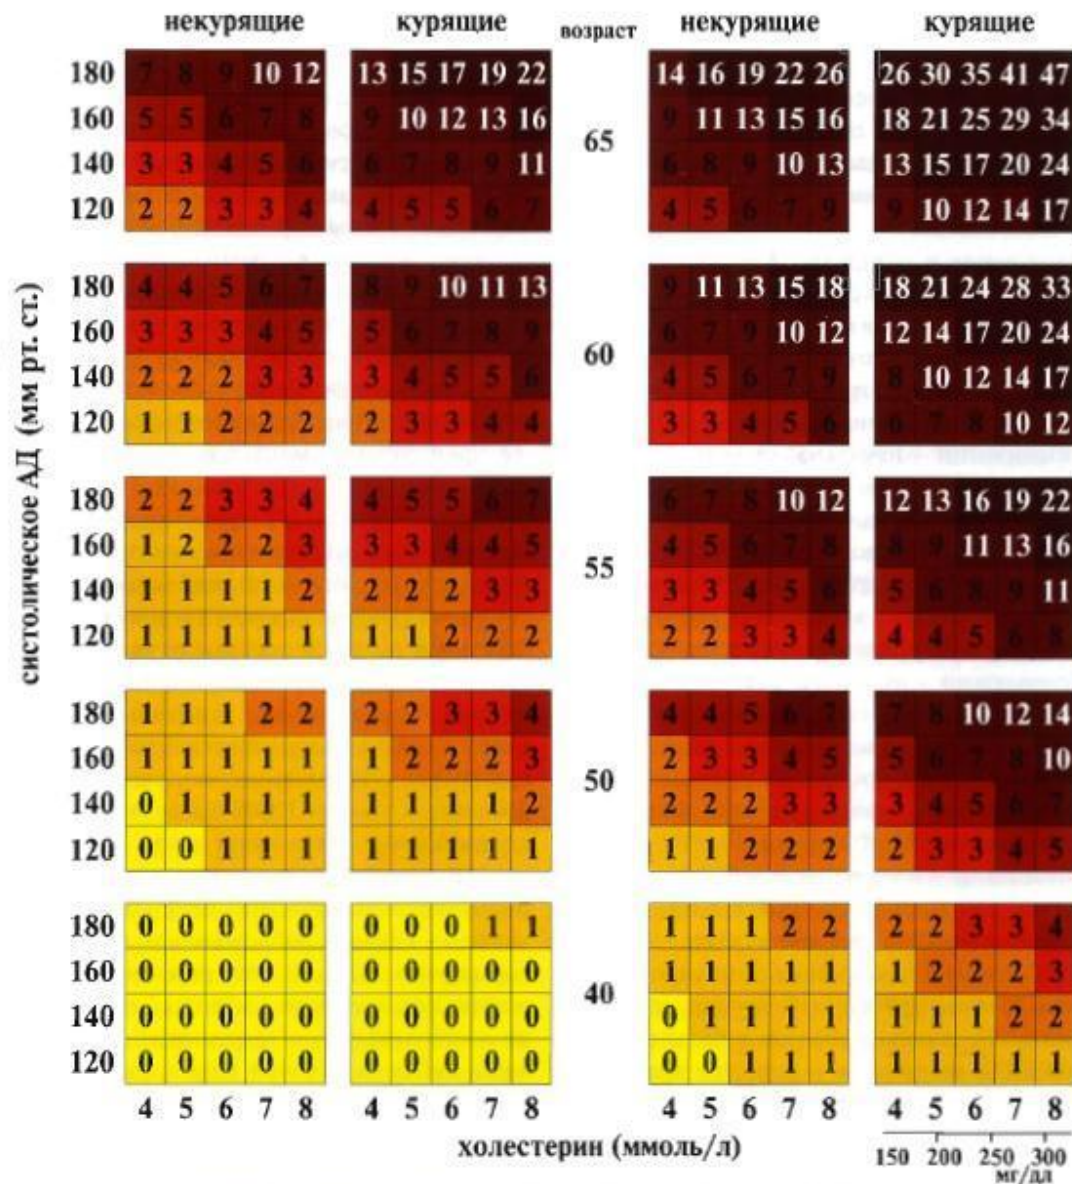 некурящие курящие возраст некурящие курящие
180 7 8 9 10 12 13 15 17 19 22 14 16 19 22 26 26 30 35 41 47
160 5 5 6 7 8 9 10 12 13 16 9 11 13 15 16 18 21 25 29 34
65
140 3 3 4 5 6 6 7 8 9 11 6 8 9 10 13 13 15 17 20 24
120 2 2 3 3 4 4 5 5 6 7 4 5 6 7 9 9 10 12 14 17
180 4 4 5 6 7 8 9 10 11 13 9 11 13 15 18 18 21 24 28 33
160 3 3 3 4 5 5 6 7 8 9 6 7 9 10 12 12 14 17 20 24
60
140 2 2 2 3 3 3 4 5 5 6 4 5 6 7 9 8 10 12 14 17
120 1 1 2 2 2 2 3 3 4 4 3 3 4 5 6 6 7 8 10 12
систолическое АД (мм рт. ст.)
180 2 2 3 3 4 4 5 5 6 7 6 7 8 10 12 12 13 16 19 22
160 1 2 2 2 3 3 3 4 4 5 4 5 6 7 8 8 9 11 13 16
55
140 1 1 1 1 2 2 2 2 3 3 3 3 4 5 6 5 6 8 9 11
120 1 1 1 1 1 1 1 2 2 2 2 2 3 3 4 4 4 5 6 8
180 1 1 1 2 2 2 2 3 3 4 4 4 5 6 7 7 8 10 12 14
160 1 1 1 1 1 1 2 2 2 3 2 3 3 4 5 5 6 7 8 10
50
140 0 1 1 1 1 1 1 1 1 2 2 2 2 3 3 3 4 5 6 7
120 0 0 1 1 1 1 1 1 1 1 1 1 2 2 2 2 3 3 4 5
180 0 0 0 0 0 0 0 0 1 1 1 1 1 2 2 2 2 3 3 4
160 0 0 0 0 0 0 0 0 0 0 1 1 1 1 1 1 2 2 2 3
40
140 0 0 0 0 0 0 0 0 0 0 0 1 1 1 1 1 1 1 2 2
120 0 0 0 0 0 0 0 0 0 0 0 0 1 1 1 1 1 1 1 1
4 5 6 7 8 4 5 6 7 8 4 5 6 7 8 4 5 6 7 8
холестерин (ммоль/л)
150 200 250 300
мг/дл